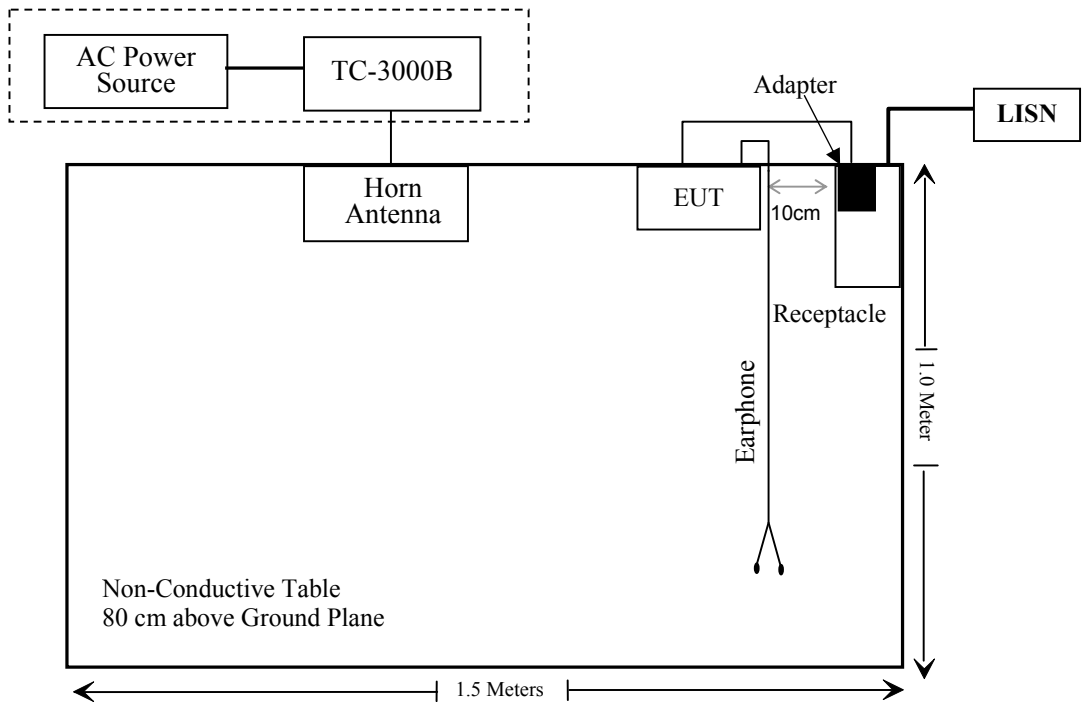 AC Power
Source
TC-3000B
Adapter
LISN
Horn
Antenna
EUT
10cm
Receptacle
Earphone
1.0 Meter
Non-Conductive Table
80 cm above Ground Plane
1.5 Meters